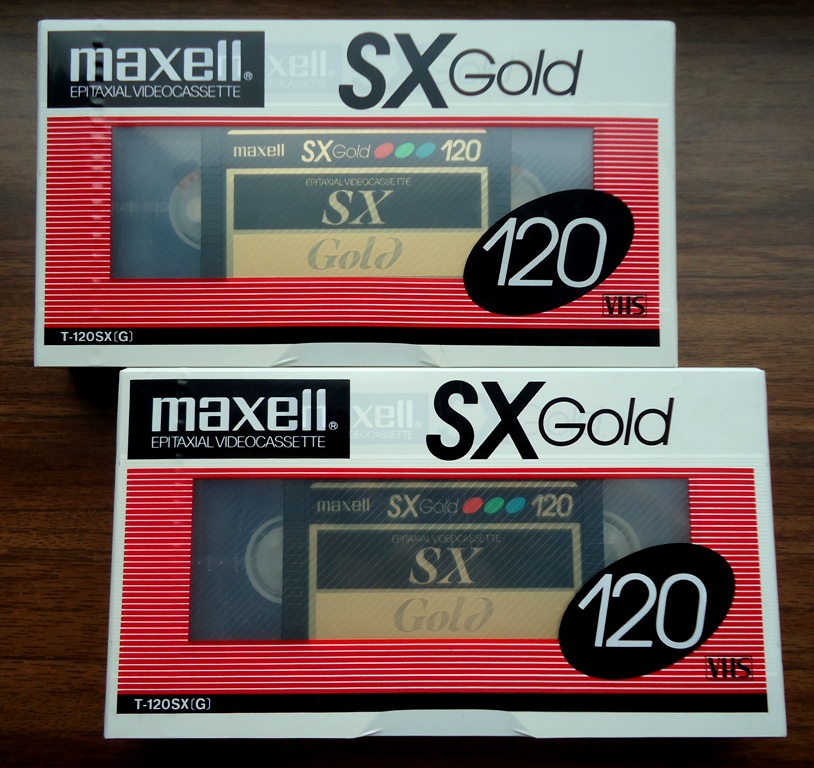 maxell®
EPITAXIAL VIDEOCASSETTE
SX Gold
maxell SX Gold 120
EPITAXIAL VIDEOCASSETTE
SX
Gold
120
VHS
T-120SX(G)
maxell®
EPITAXIAL VIDEOCASSETTE
SX Gold
maxell SX Gold 120
EPITAXIAL VIDEOCASSETTE
SX
Gold
120
VHS
T-120SX(G)